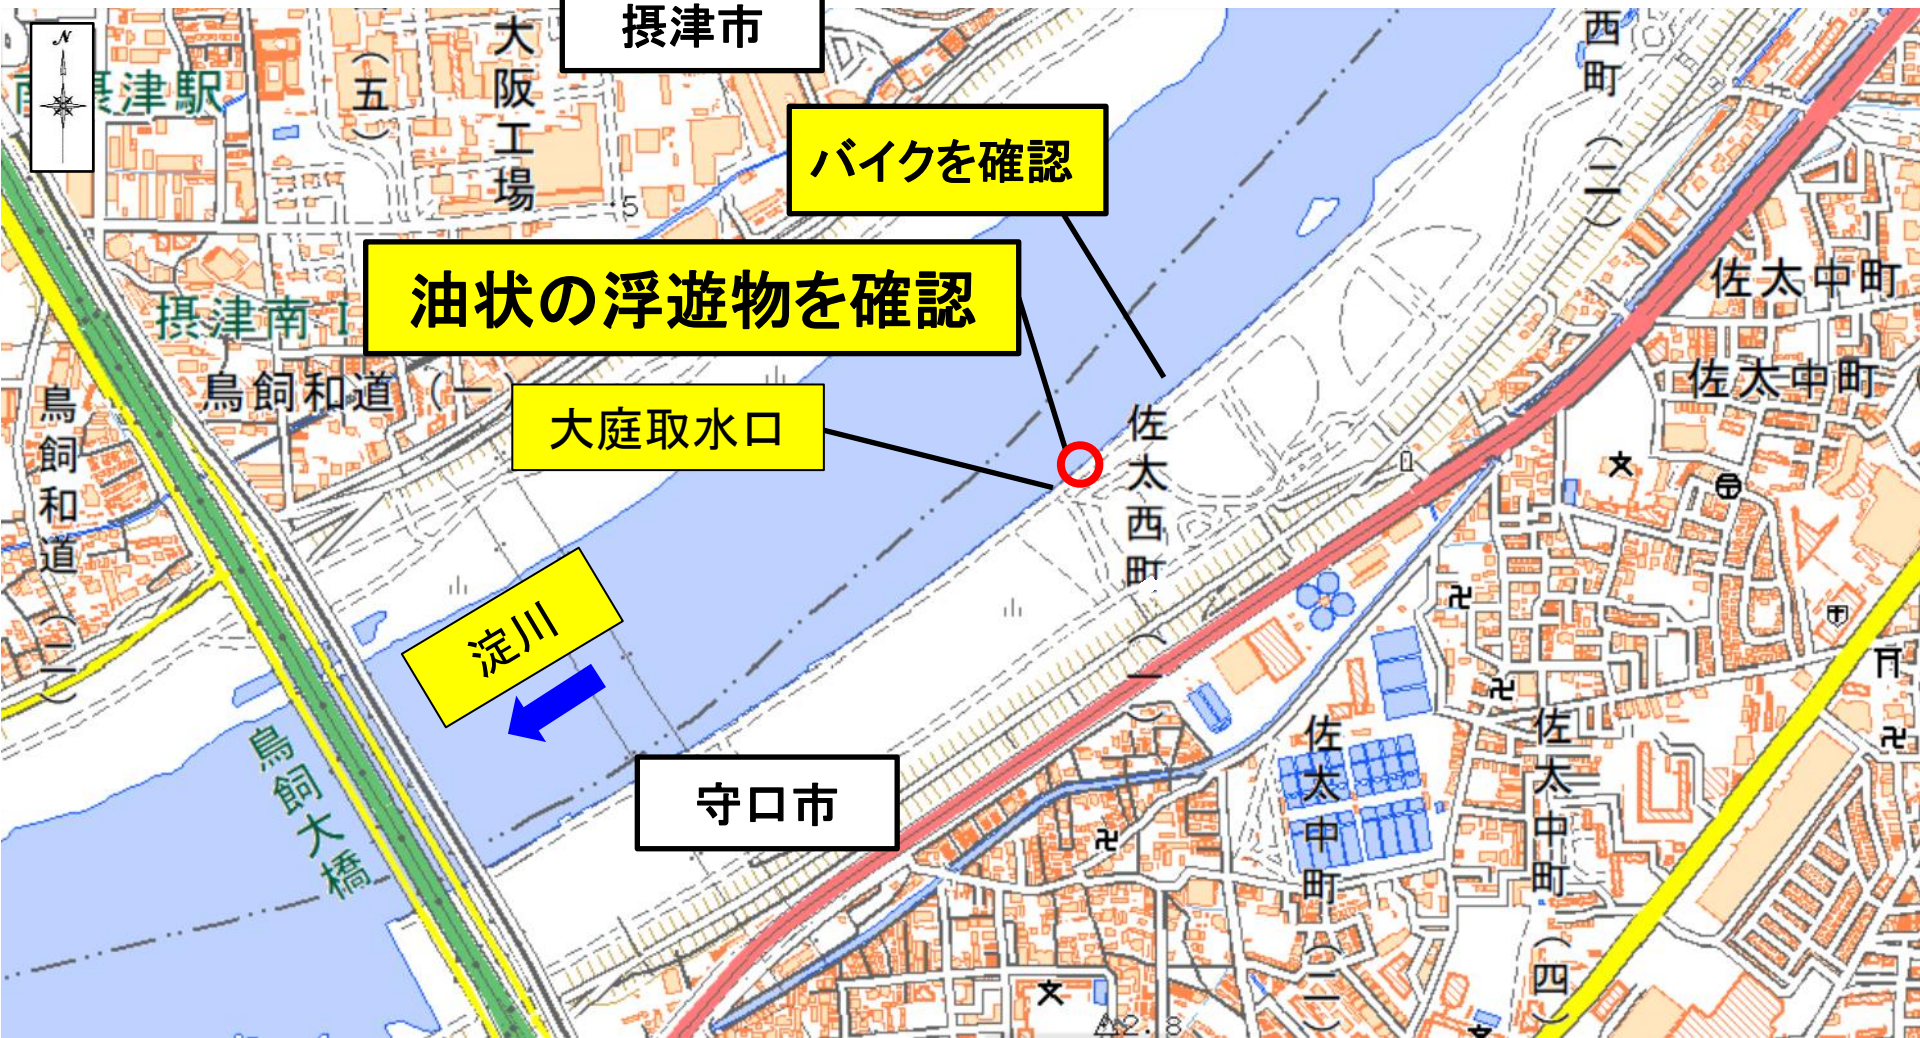 摂津市
N
南摂津駅
(五)
大阪工場
西町(二)
バイクを確認
・5
油状の浮遊物を確認
摂津南I
佐太中町
鳥飼和道(一)
大庭取水口
佐太中町
鳥飼和道(二)
佐太西町(一)
淀川
鳥飼大橋
守口市
佐太中町(二)
佐太中町(四)
2.8